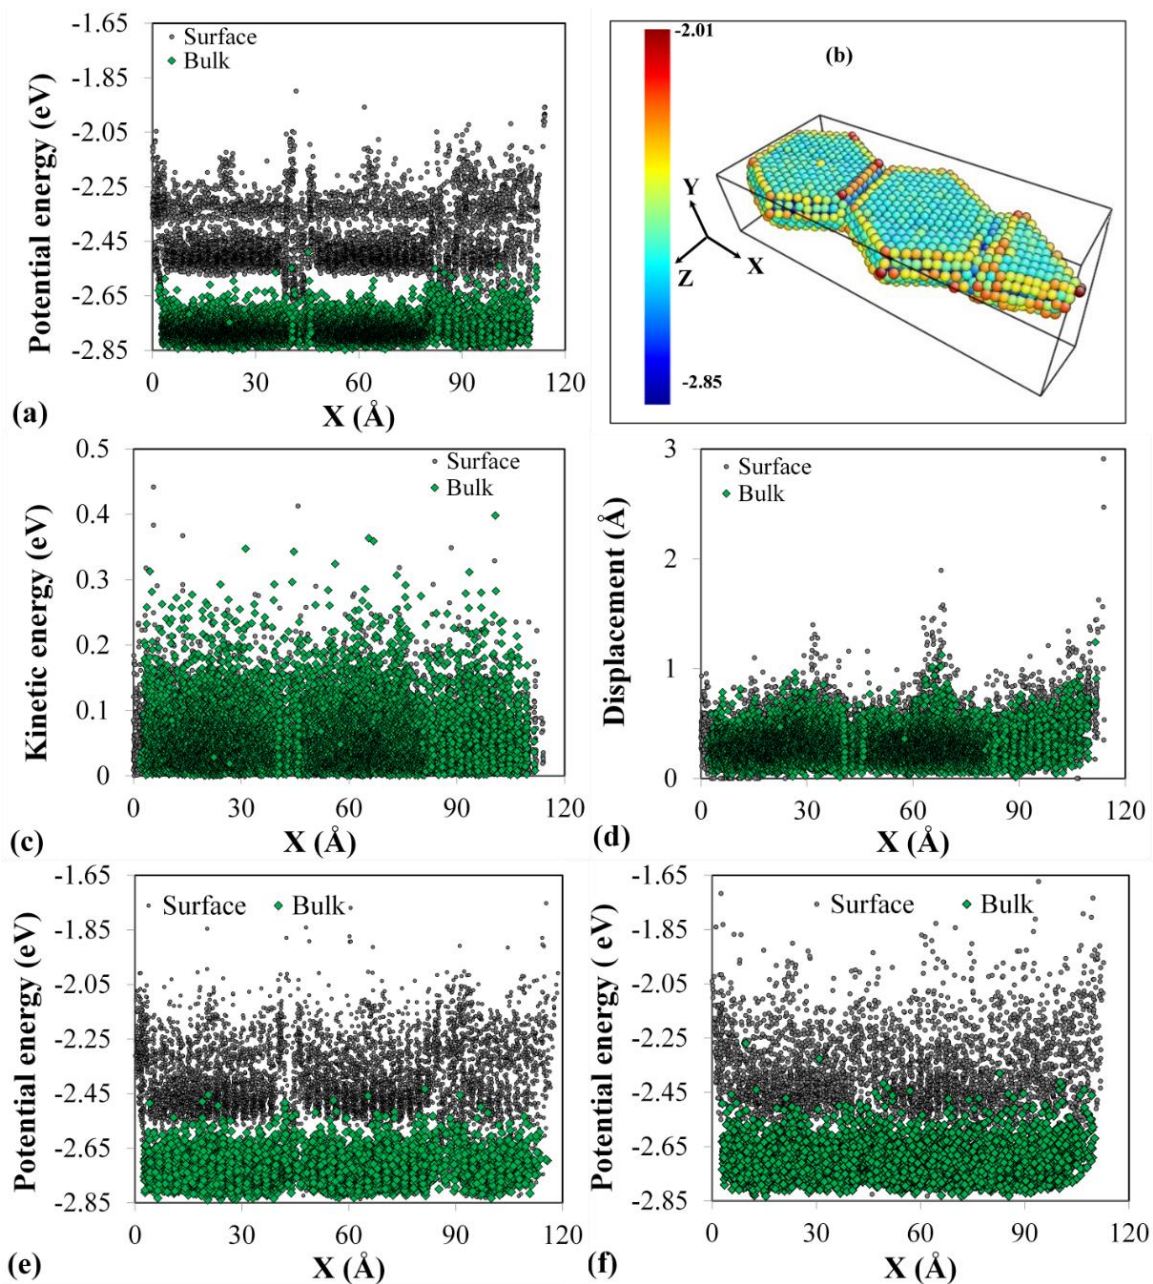 -1.65
-1.85
-2.05
-2.25
-2.45
-2.65
-2.85
Potential energy (eV)
Surface
Bulk
0 30 60 90 120
X (Å)
(a)
-2.01
(b)
-2.85
Y
Z
X
0.5
0.4
0.3
0.2
0.1
0
Kinetic energy (eV)
Surface
Bulk
0 30 60 90 120
X (Å)
(c)
3
2
1
0
Displacement (Å)
Surface
Bulk
0 30 60 90 120
X (Å)
(d)
-1.65
-1.85
-2.05
-2.25
-2.45
-2.65
-2.85
Potential energy (eV)
Surface Bulk
0 30 60 90 120
X (Å)
(e)
-1.65
-1.85
-2.05
-2.25
-2.45
-2.65
-2.85
Potential energy ( eV)
Surface Bulk
0 30 60 90 120
X (Å)
(f)